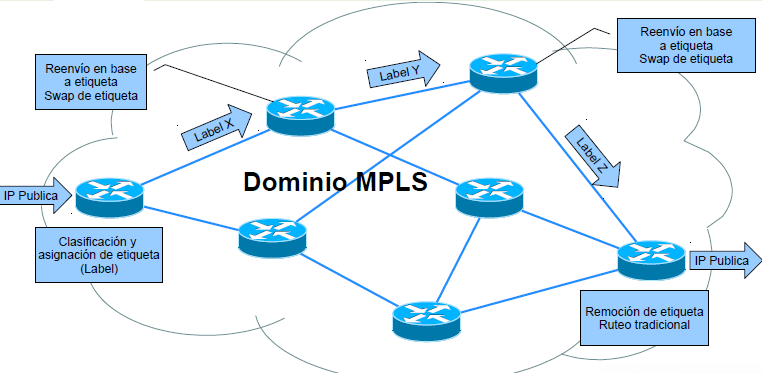 Reenvío en base
a etiqueta
Swap de etiqueta
Label X
Label Y
Reenvío en base
a etiqueta
Swap de etiqueta
Label Z
Dominio MPLS
IP Publica
Clasificación y
asignación de etiqueta
(Label)
IP Publica
Remoción de etiqueta
Ruteo tradicional